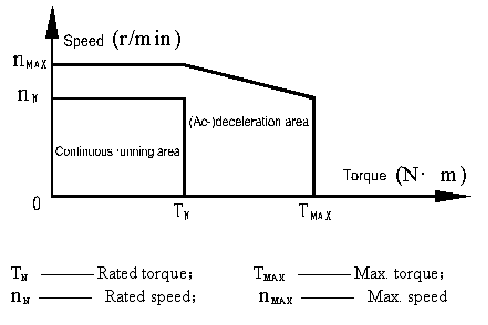 Speed (r/min)
nMAX
nN
(Ac-)deceleration area
Continuous running area
Torque (N· m)
0
TN
TMAX
TN Rated torque;
TMAX Max. torque;
nN Rated speed;
nMAX Max. speed